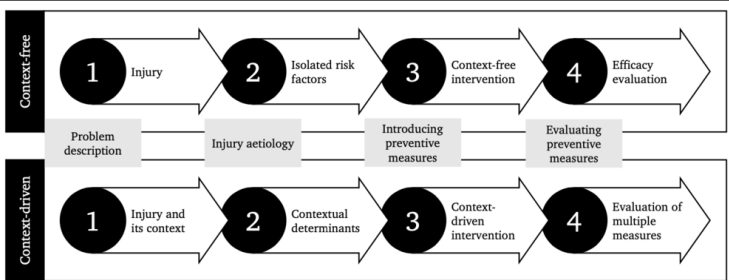 Context-free
1
Injury
2
Isolated risk
factors
3
Context-free
intervention
4
Efficacy
evaluation
Problem
description
Injury aetiology
Introducing
preventive
measures
Evaluating
preventive
measures
Context-driven
1
Injury and
its context
2
Contextual
determinants
3
Context-
driven
intervention
4
Evaluation of
multiple
measures